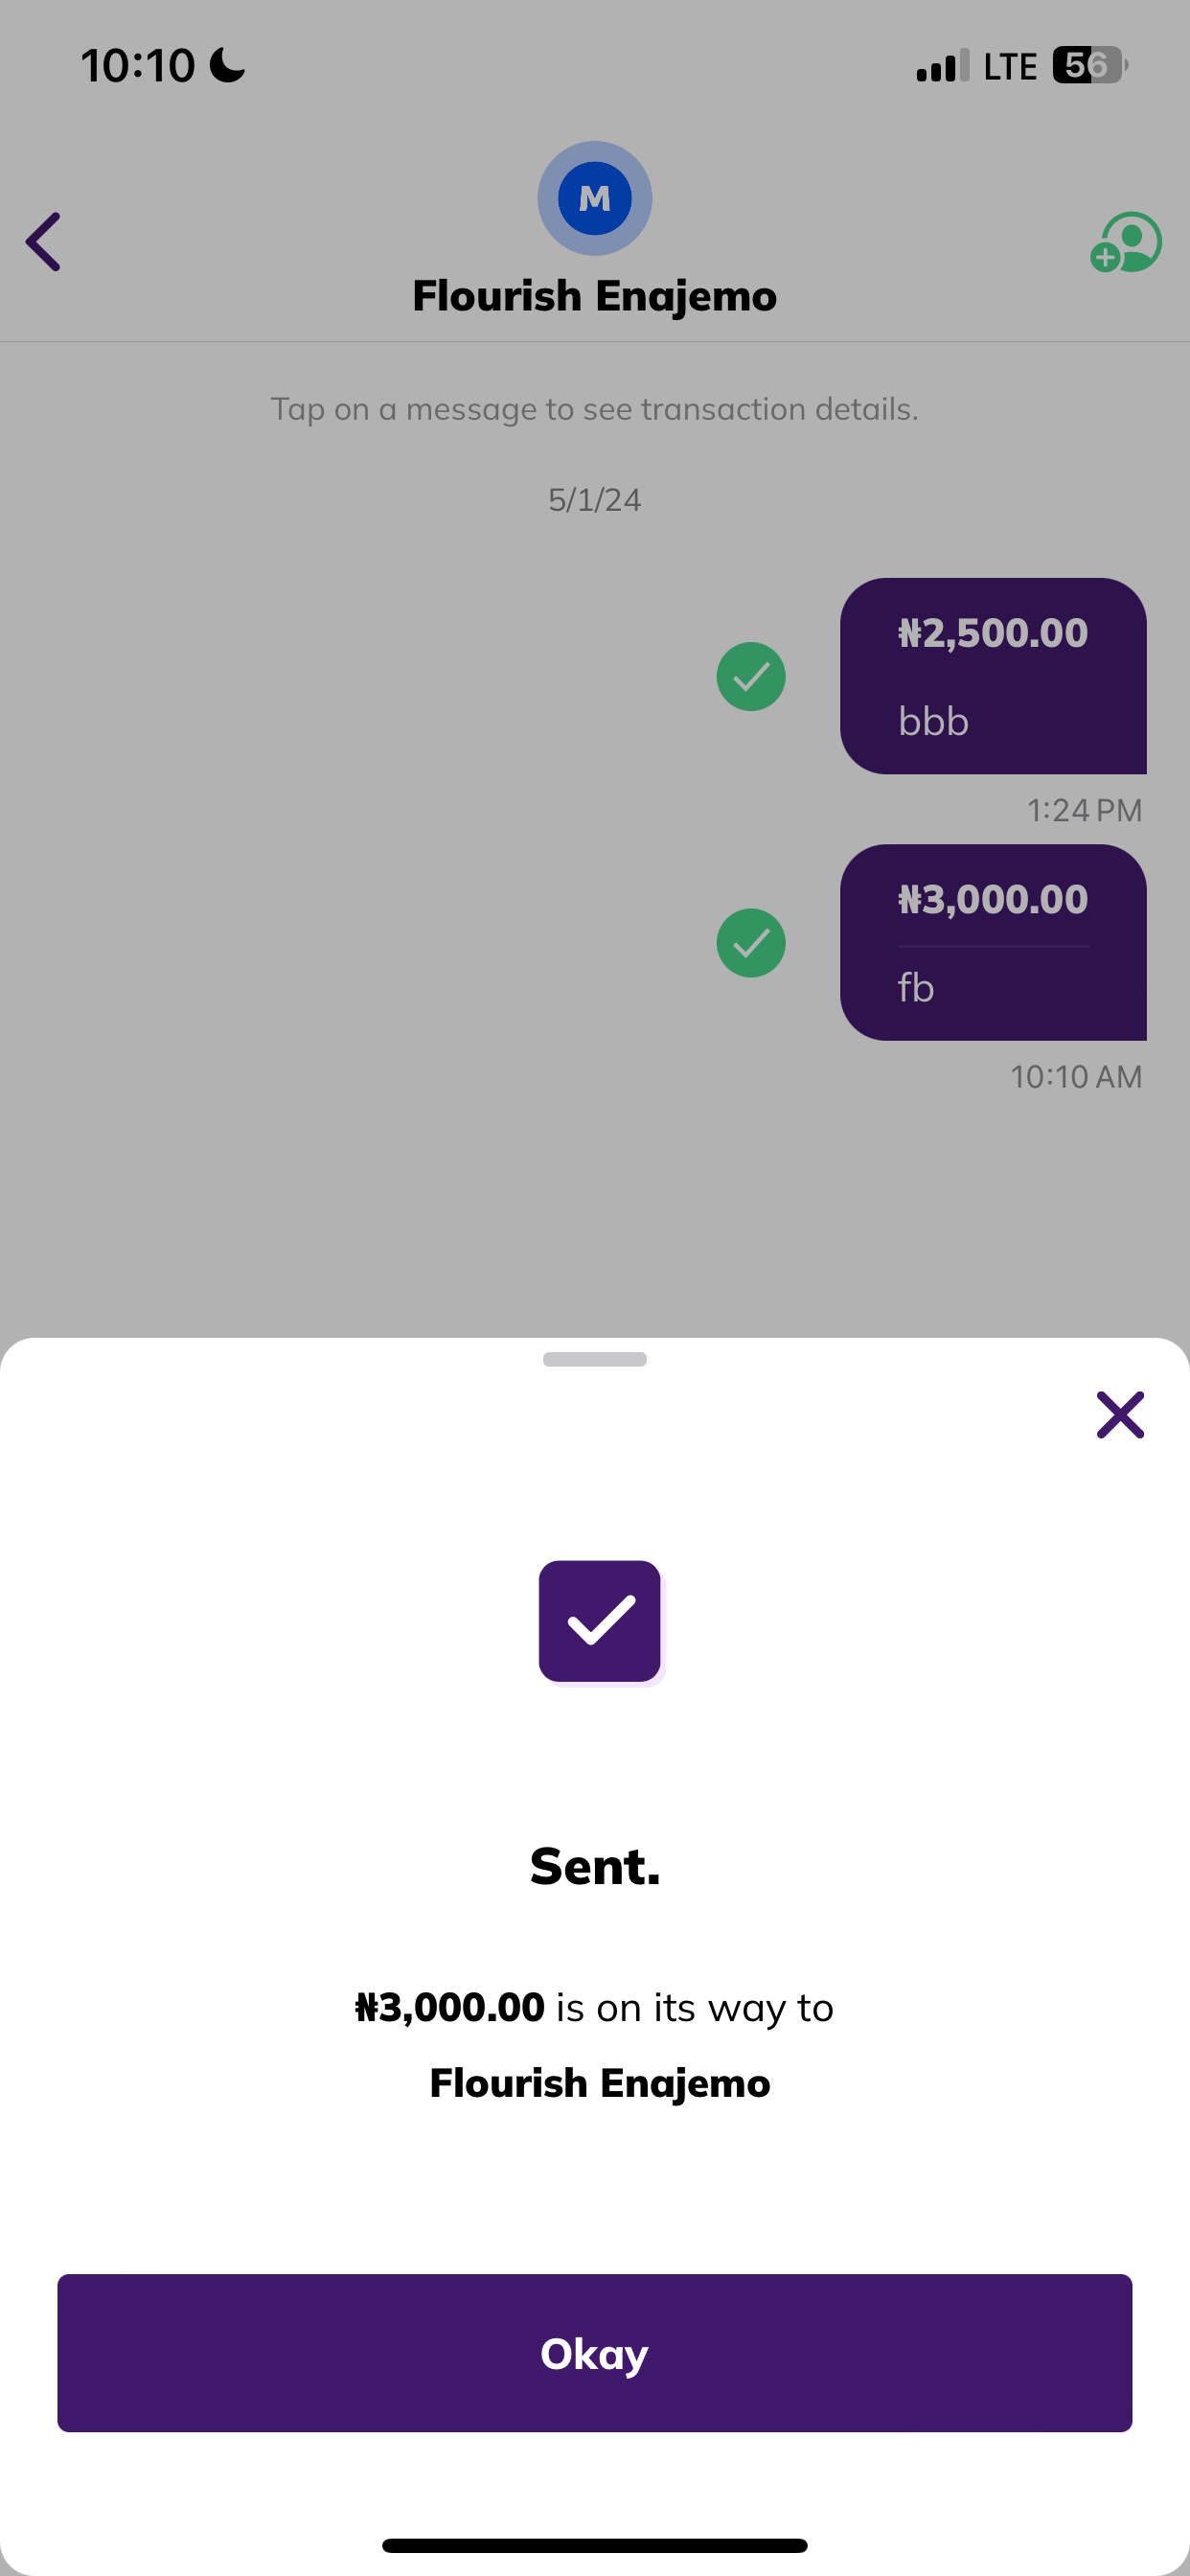 10:10
LTE 56
M
Flourish Enajemo
Tap on a message to see transaction details.
5/1/24
₦2,500.00
bbb
1:24 PM
₦3,000.00
fb
10:10 AM
Sent.
₦3,000.00 is on its way to
Flourish Enajemo
Okay